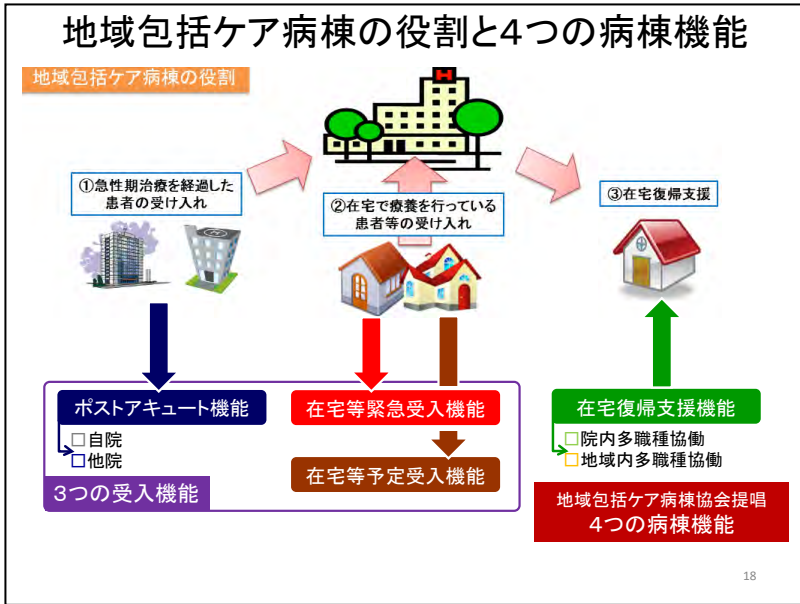 地域包括ケア病棟の役割と4つの病棟機能
地域包括ケア病棟の役割
H
①急性期治療を経過した
患者の受け入れ
②在宅で療養を行っている
患者等の受け入れ
③在宅復帰支援
ポストアキュート機能
□自院
□他院
3つの受入機能
在宅等緊急受入機能
在宅等予定受入機能
在宅復帰支援機能
□院内多職種協働
□地域内多職種協働
地域包括ケア病棟協会提唱
4つの病棟機能
18